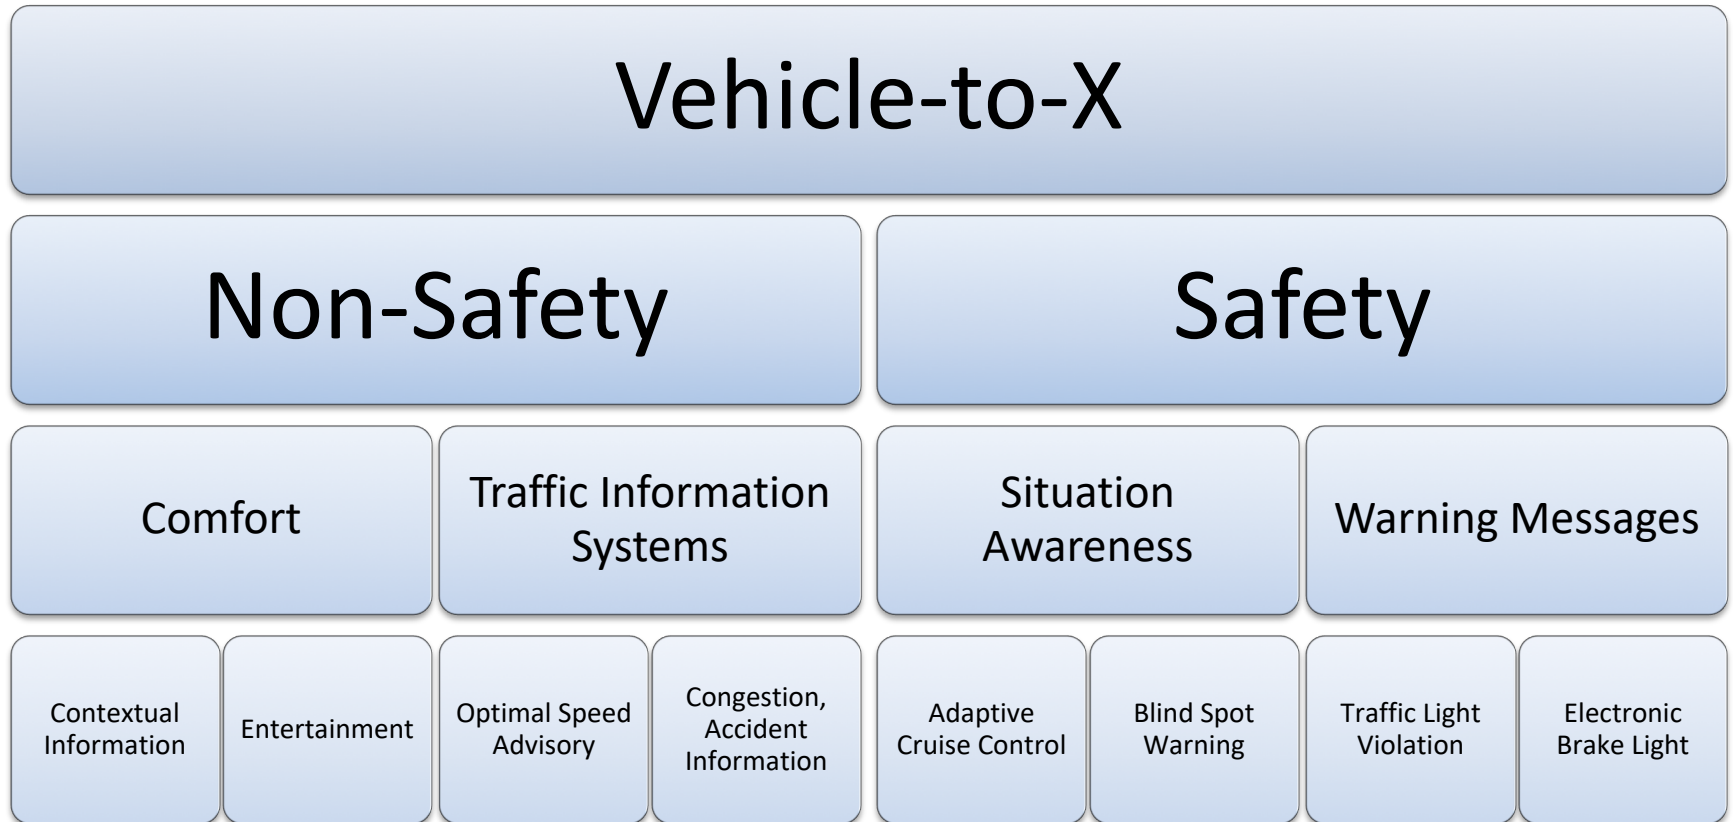 Vehicle-to-X
Non-Safety
Safety
Comfort
Traffic Information
Systems
Situation
Awareness
Warning Messages
Contextual
Information
Entertainment
Optimal Speed
Advisory
Congestion,
Accident
Information
Adaptive
Cruise Control
Blind Spot
Warning
Traffic Light
Violation
Electronic
Brake Light